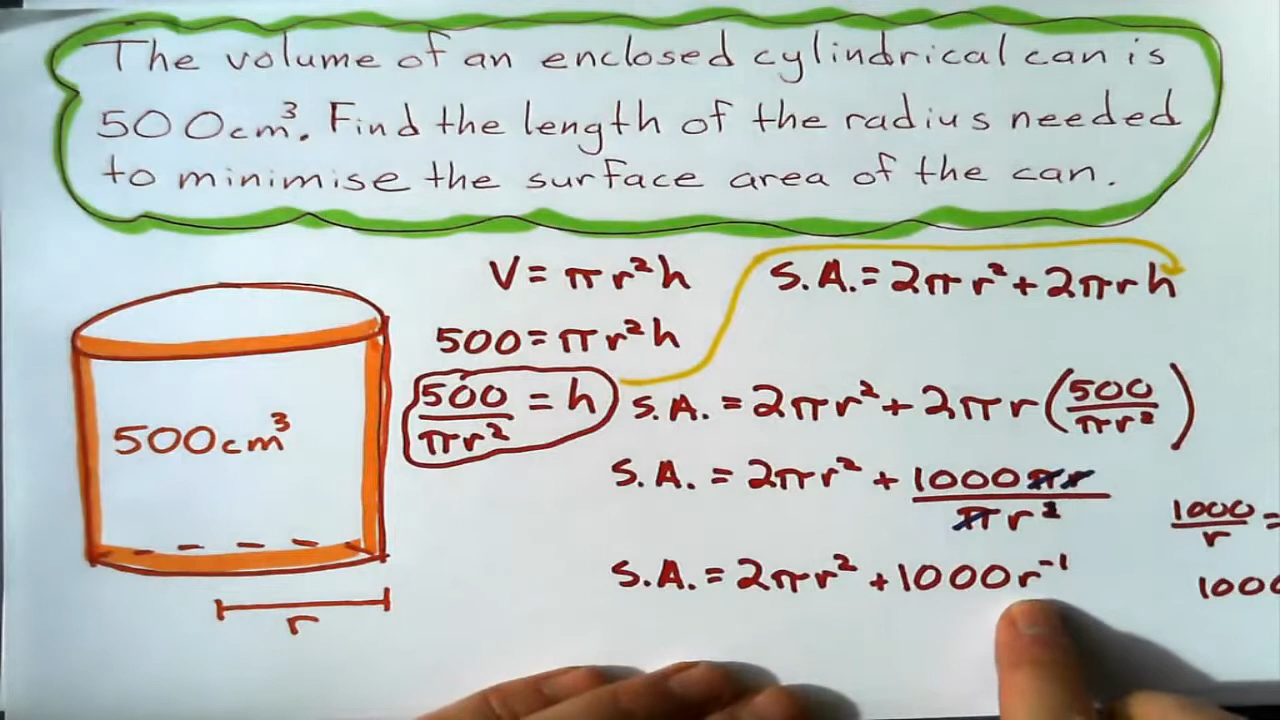 The volume of an enclosed cylindrical can is
500cm³. Find the length of the radius needed
to minimise the surface area of the can.
V = πr²h
S.A. = 2πr² + 2πrh
500 = πr²h
500/πr² = h
S.A. = 2πr² + 2πr(500/πr²)
500cm³
S.A. = 2πr² + 1000πr/πr²
1000/r =
S.A. = 2πr² + 1000r⁻¹
r